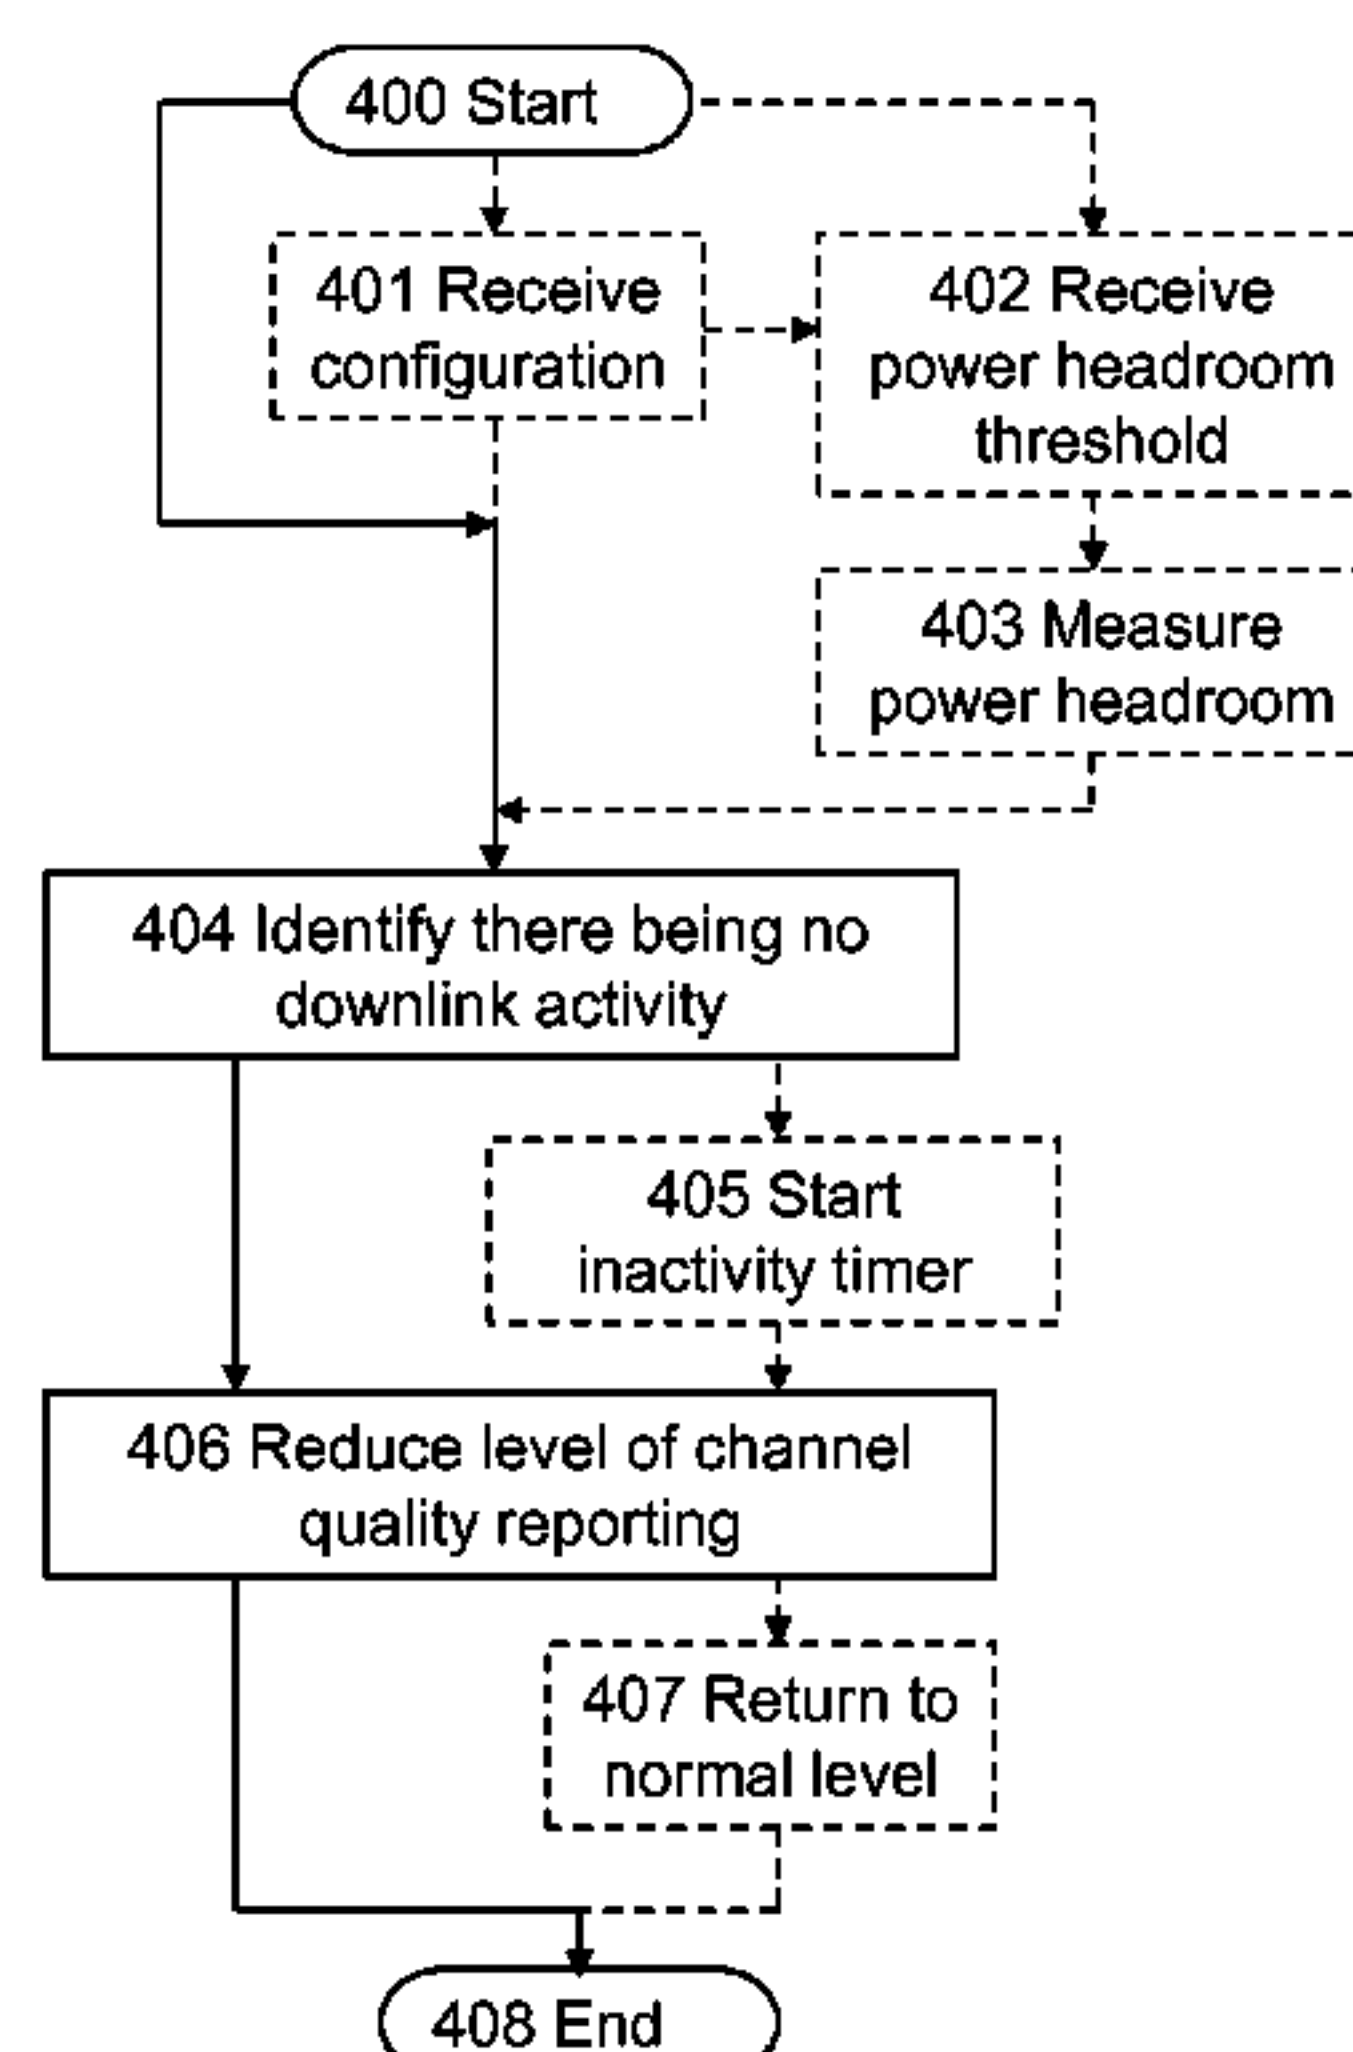 400 Start
401 Receive
configuration
402 Receive
power headroom
threshold
403 Measure
power headroom
404 Identify there being no
downlink activity
405 Start
inactivity timer
406 Reduce level of channel
quality reporting
407 Return to
normal level
408 End